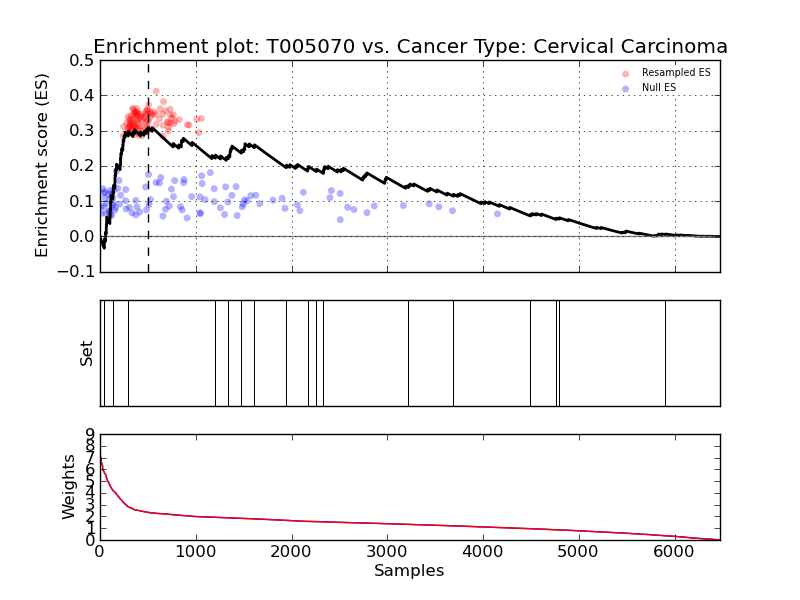 Enrichment plot: T005070 vs. Cancer Type: Cervical Carcinoma
0.5
0.4
0.3
0.2
0.1
0.0
−0.1
Enrichment score (ES)
Resampled ES
Null ES
Set
9
8
7
6
5
4
3
2
1
0
Weights
0 1000 2000 3000 4000 5000 6000
Samples